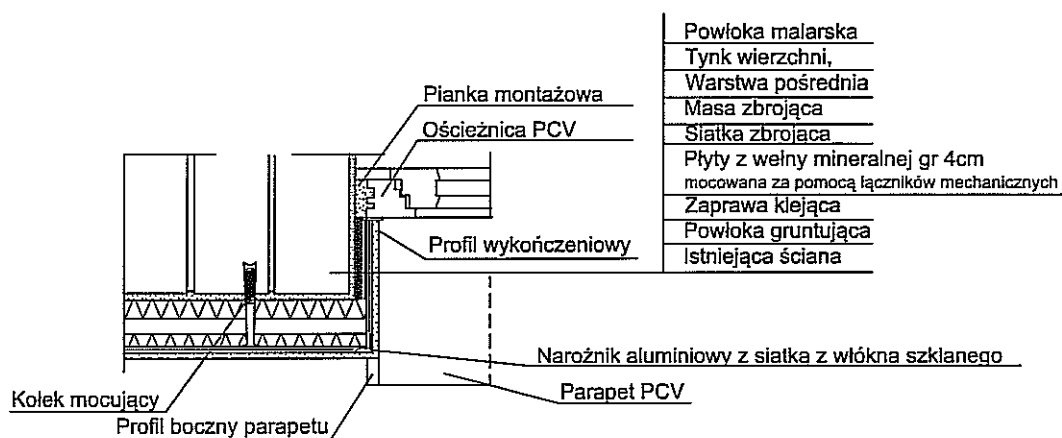 Powłoka malarska
Tynk wierzchni,
Warstwa pośrednia
Masa zbrojąca
Siatka zbrojaca
Płyty z wełny mineralnej gr 4cm
mocowana za pomocą łączników mechanicznych
Zaprawa klejąca
Powłoka gruntująca
Istniejąca ściana
Pianka montażowa
Ościeżnica PCV
Profil wykończeniowy
Narożnik aluminiowy z siatka z włókna szklanego
Parapet PCV
Kołek mocujący
Profil boczny parapetu